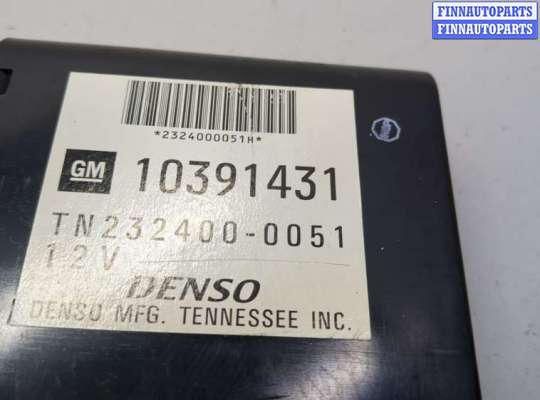 FINNAUTOPARTS
FINNAUTOPARTS
*2324000051H*
GM 10391431
TN232400-0051
12V
DENSO
DENSO MFG. TENNESSEE INC.